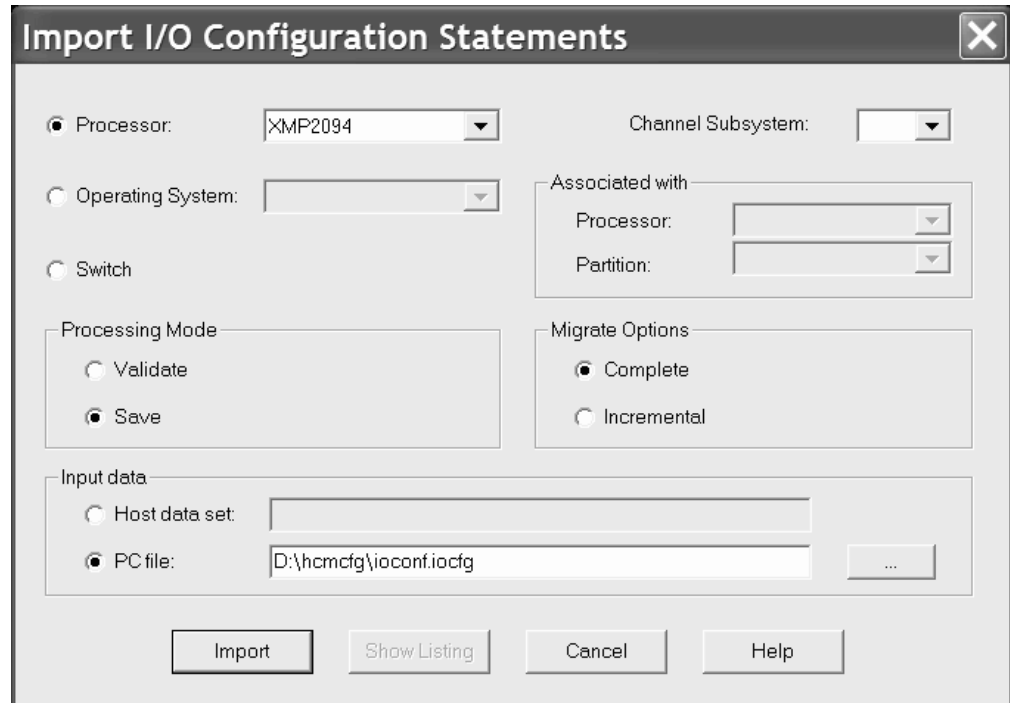 Import I/O Configuration Statements
Processor: XMP2094 Channel Subsystem:
Operating System: Associated with
Processor:
Switch Partition:
Processing Mode Migrate Options
Validate Complete
Save Incremental
Input data
Host data set:
PC file: D:\hcmcfg\ioconf.iocfg ...
Import Show Listing Cancel Help